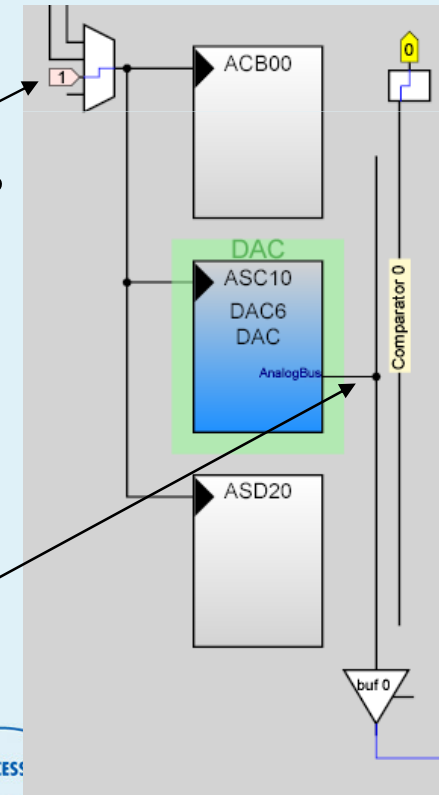 1
ACB00
0
DAC
ASC10
DAC6
DAC
AnalogBus
Comparator 0
ASD20
buf 0